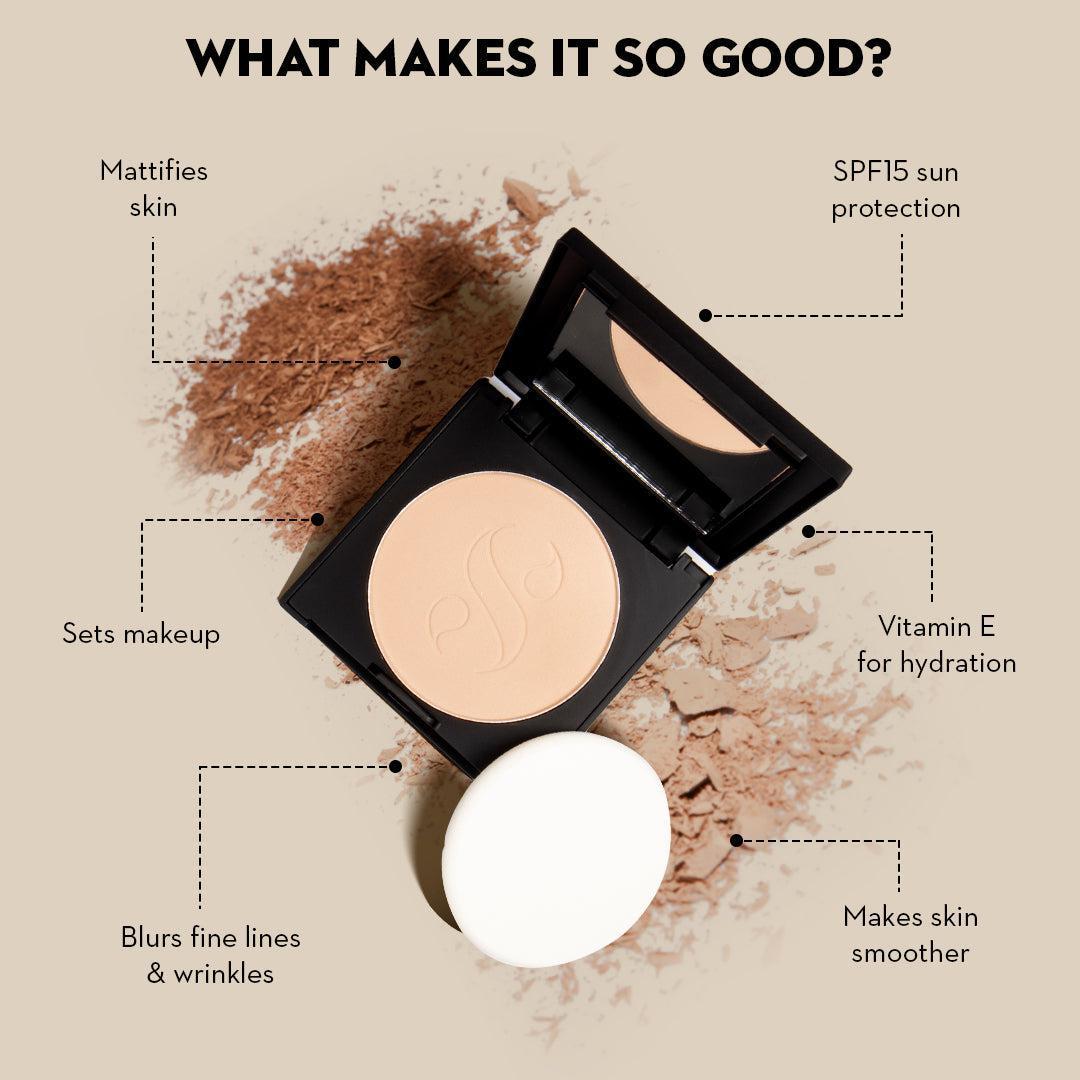 WHAT MAKES IT SO GOOD?
Mattifies
skin
SPF15 sun
protection
Sets makeup
Vitamin E
for hydration
Blurs fine lines
& wrinkles
Makes skin
smoother